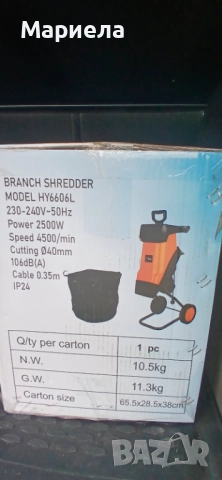 Мариела
BRANCH SHREDDER
MODEL HY6606L
230-240V~50Hz
Power 2500W
Speed 4500/min
Cutting Ø40mm
106dB(A)
Cable 0.35m
IP24
Q/ty per carton 1 pc
N.W. 10.5kg
G.W. 11.3kg
Carton size 65.5x28.5x38cm
bazar